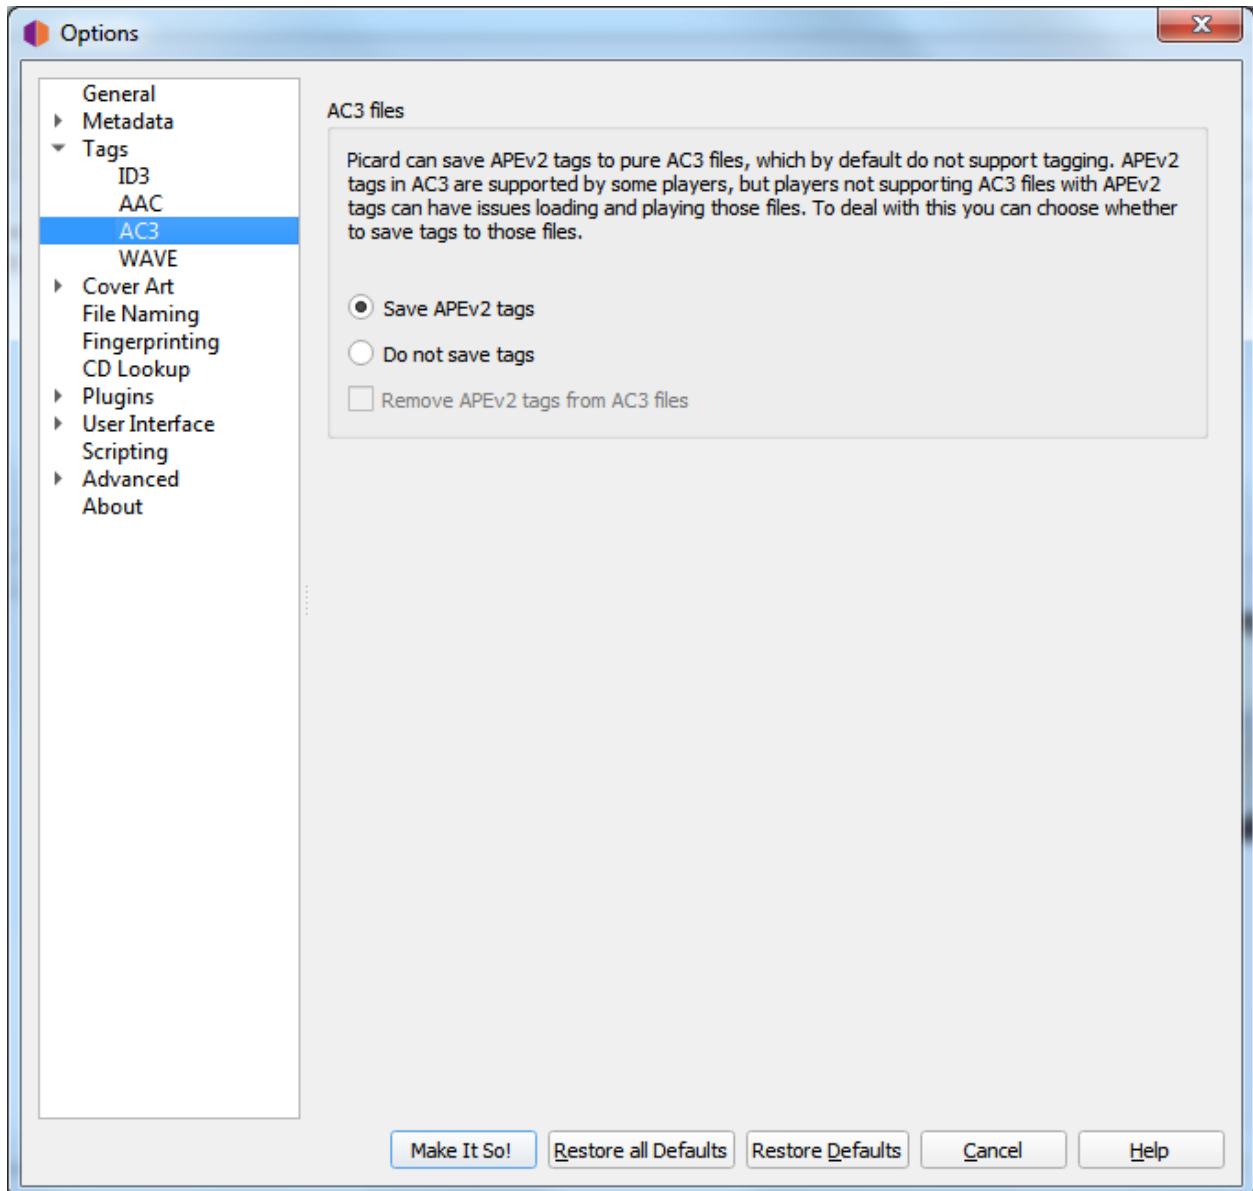 Options
General
Metadata
Tags
ID3
AAC
AC3
WAVE
Cover Art
File Naming
Fingerprinting
CD Lookup
Plugins
User Interface
Scripting
Advanced
About
AC3 files
Picard can save APEv2 tags to pure AC3 files, which by default do not support tagging. APEv2
tags in AC3 are supported by some players, but players not supporting AC3 files with APEv2
tags can have issues loading and playing those files. To deal with this you can choose whether
to save tags to those files.
Save APEv2 tags
Do not save tags
Remove APEv2 tags from AC3 files
Make It So!
Restore all Defaults
Restore Defaults
Cancel
Help